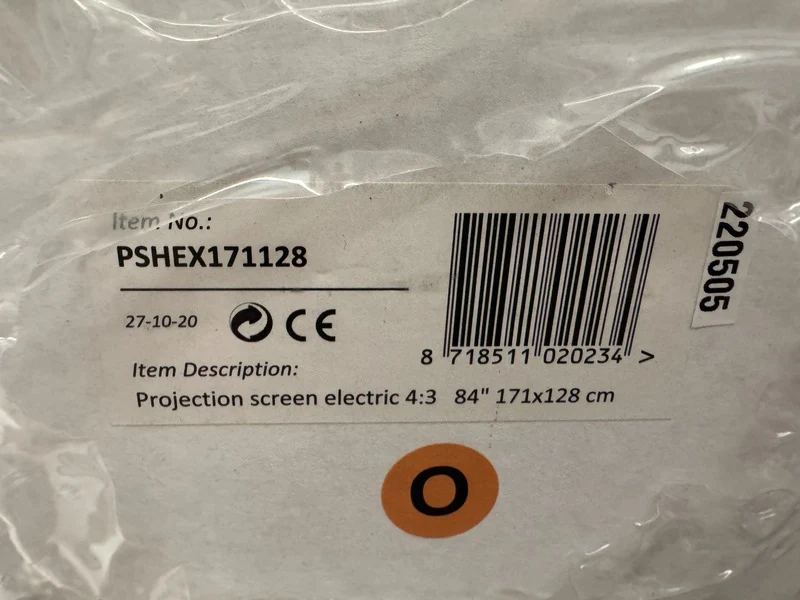 Item No.:
PSHEX171128
27-10-20
CE
Item Description:
Projection screen electric 4:3 84" 171x128 cm
8 718511 020234 >
220505
O